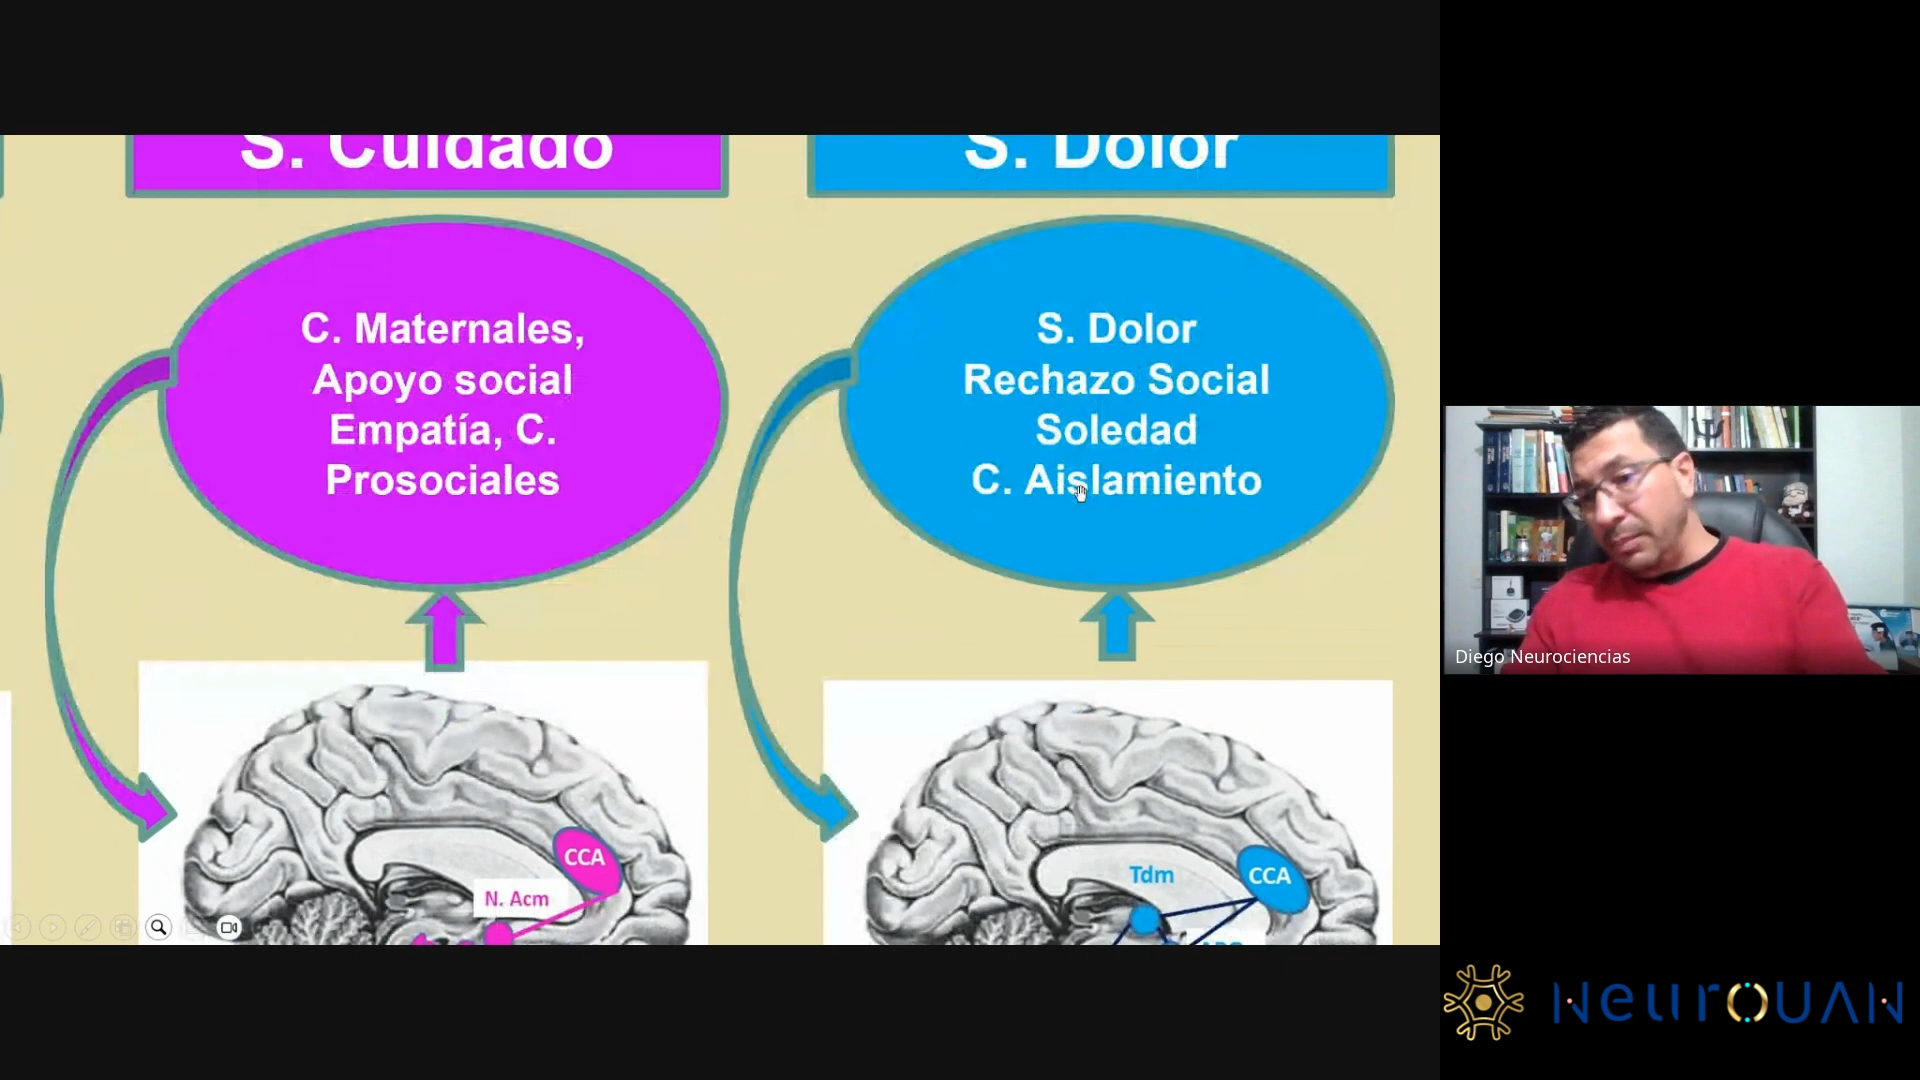 S. Cuidado
S. Dolor
C. Maternales,
Apoyo social
Empatía, C.
Prosociales
S. Dolor
Rechazo Social
Soledad
C. Aislamiento
CCA
N. Acm
Tdm
CCA
Diego Neurociencias
NeurOUAN